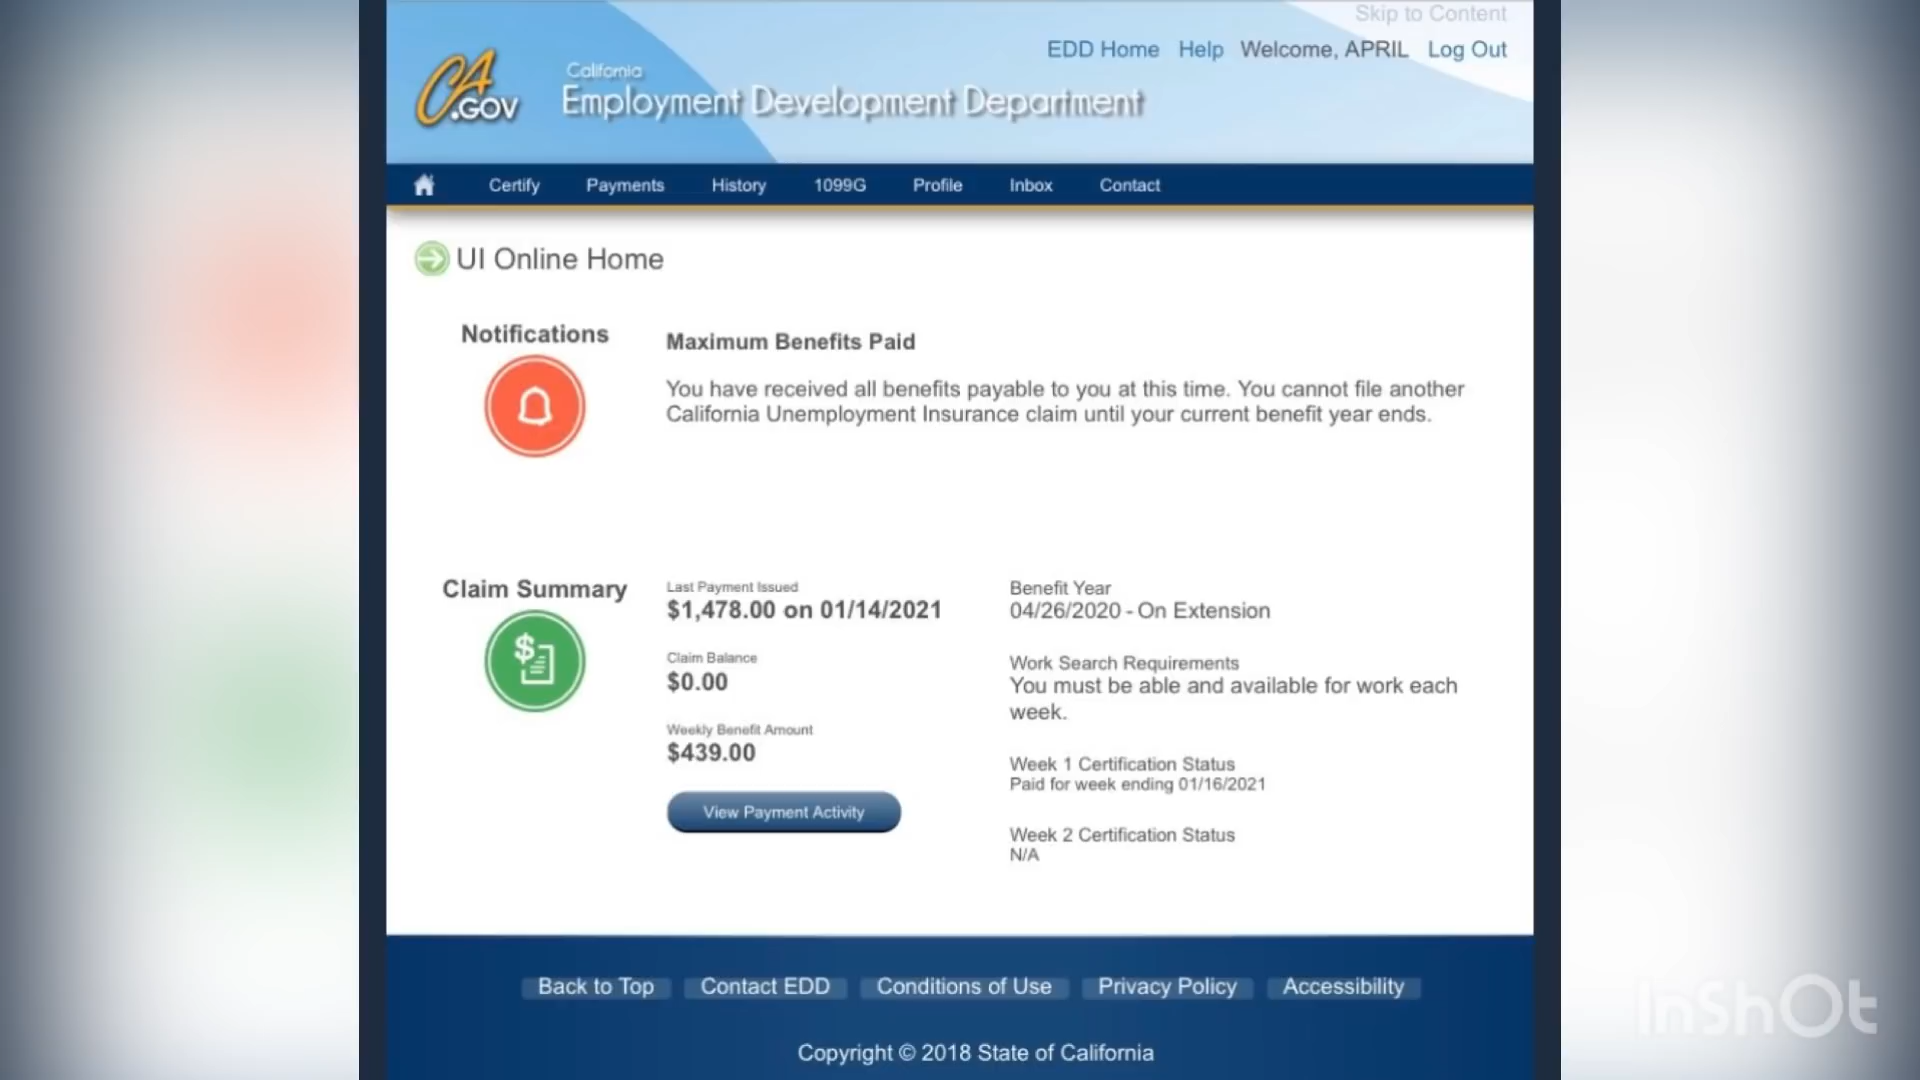 Skip to Content
EDD Home Help Welcome, APRIL Log Out
CA.GOV
California
Employment Development Department
Certify Payments History 1099G Profile Inbox Contact
UI Online Home
Notifications
Maximum Benefits Paid
You have received all benefits payable to you at this time. You cannot file another
California Unemployment Insurance claim until your current benefit year ends.
Claim Summary
Last Payment Issued
$1,478.00 on 01/14/2021
Claim Balance
$0.00
Weekly Benefit Amount
$439.00
View Payment Activity
Benefit Year
04/26/2020 - On Extension
Work Search Requirements
You must be able and available for work each
week.
Week 1 Certification Status
Paid for week ending 01/16/2021
Week 2 Certification Status
N/A
Back to Top Contact EDD Conditions of Use Privacy Policy Accessibility
Copyright © 2018 State of California
InShOt